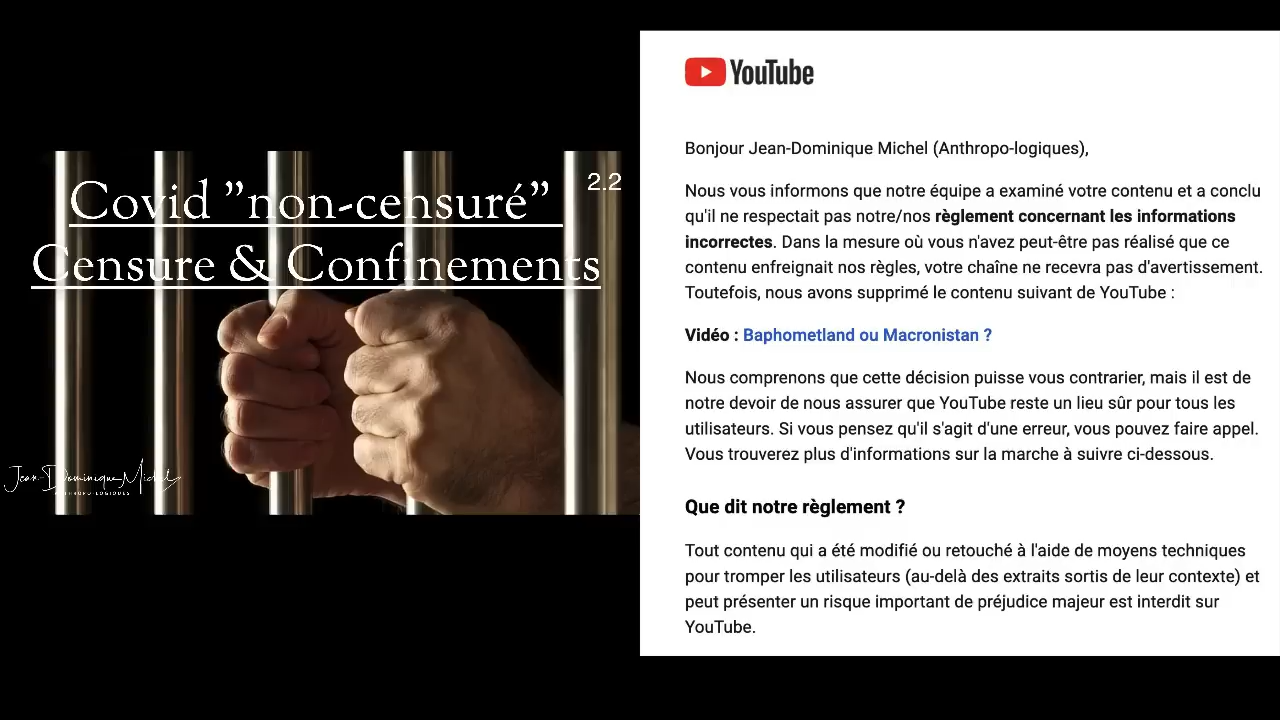 Covid ”non-censuré”
2.2
Censure & Confinements
Jean-Dominique Michel
ANTHROPO-LOGIQUES
YouTube
Bonjour Jean-Dominique Michel (Anthropo-logiques),
Nous vous informons que notre équipe a examiné votre contenu et a conclu
qu'il ne respectait pas notre/nos règlement concernant les informations
incorrectes. Dans la mesure où vous n'avez peut-être pas réalisé que ce
contenu enfreignait nos règles, votre chaîne ne recevra pas d'avertissement.
Toutefois, nous avons supprimé le contenu suivant de YouTube :
Vidéo : Baphometland ou Macronistan ?
Nous comprenons que cette décision puisse vous contrarier, mais il est de
notre devoir de nous assurer que YouTube reste un lieu sûr pour tous les
utilisateurs. Si vous pensez qu'il s'agit d'une erreur, vous pouvez faire appel.
Vous trouverez plus d'informations sur la marche à suivre ci-dessous.
Que dit notre règlement ?
Tout contenu qui a été modifié ou retouché à l'aide de moyens techniques
pour tromper les utilisateurs (au-delà des extraits sortis de leur contexte) et
peut présenter un risque important de préjudice majeur est interdit sur
YouTube.